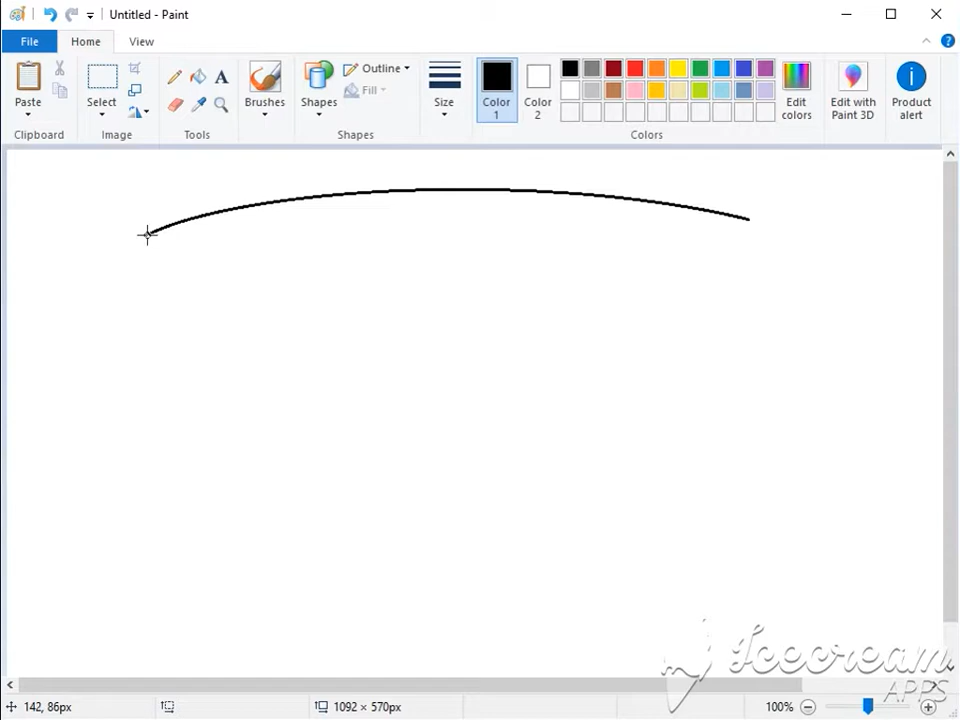 Untitled - Paint
File
Home
View
Paste
Clipboard
Select
Image
A
Tools
Brushes
Shapes
Outline
Fill
Shapes
Size
Color 1
Color 2
Edit colors
Colors
Edit with Paint 3D
Product alert
Icecream
APPS
142, 86px
1092 × 570px
100%